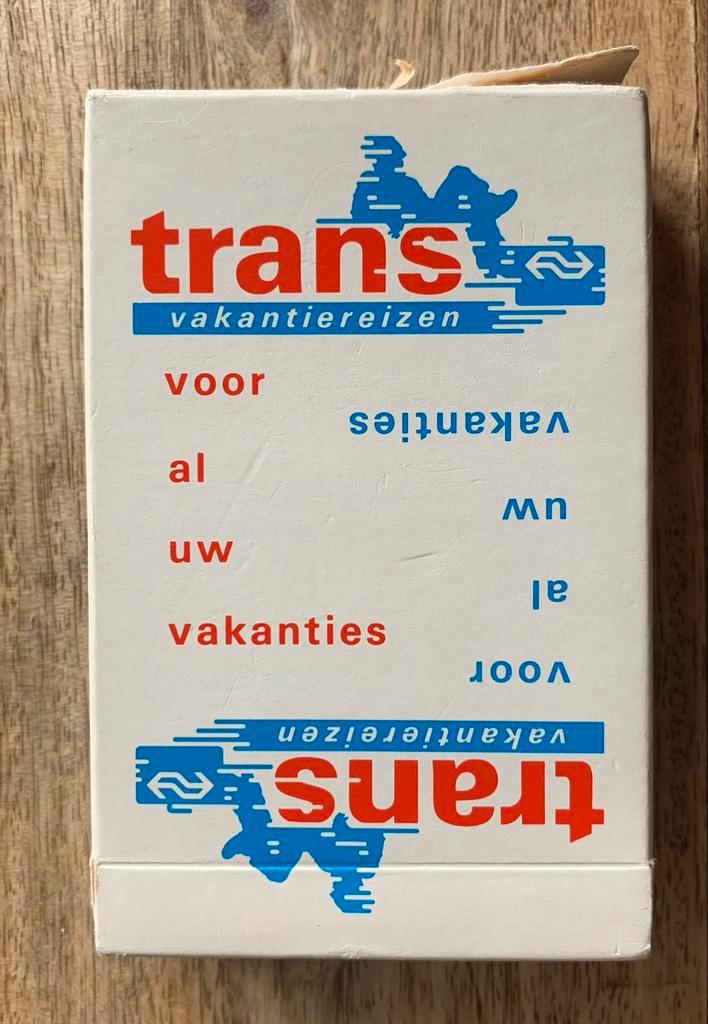 trans
vakantiereizen
voor
al
uw
vakanties
trans
vakantiereizen
voor
al
uw
vakanties